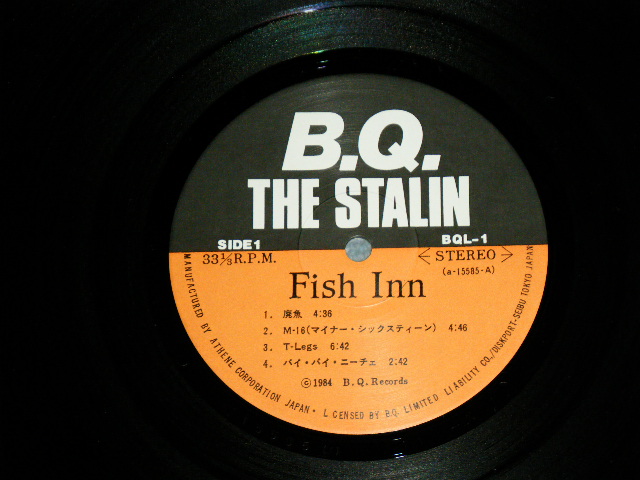 B.Q.
THE STALIN
SIDE 1 BQL-1
33⅓ R.P.M. <STEREO>
(a-15585-A)
Fish Inn
1. 廃魚 4:36
2. M-16(マイナー・シックスティーン) 4:46
3. T-Legs 6:42
4. バイ・バイ・ニーチェ 2:42
©1984 B.Q.Records
MANUFACTURED BY ATHENE CORPORATION JAPAN・LICENSED BY B.Q. LIMITED LIABILITY CO./DISKPORT-SEIBU TOKYO JAPAN